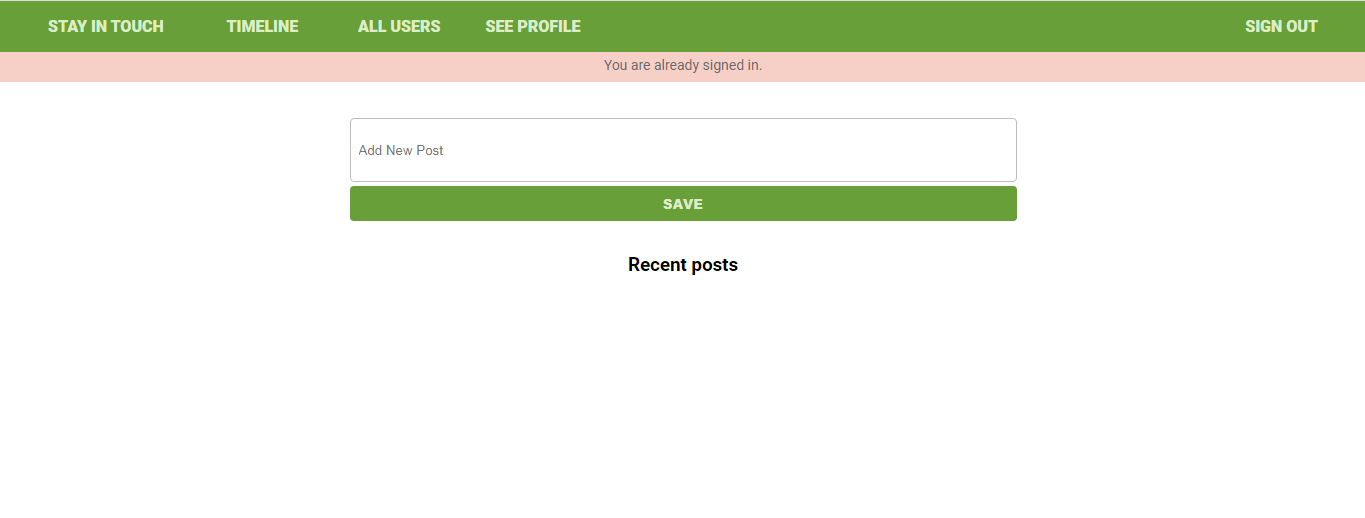 STAY IN TOUCH TIMELINE ALL USERS SEE PROFILE SIGN OUT
You are already signed in.
Add New Post
SAVE
Recent posts